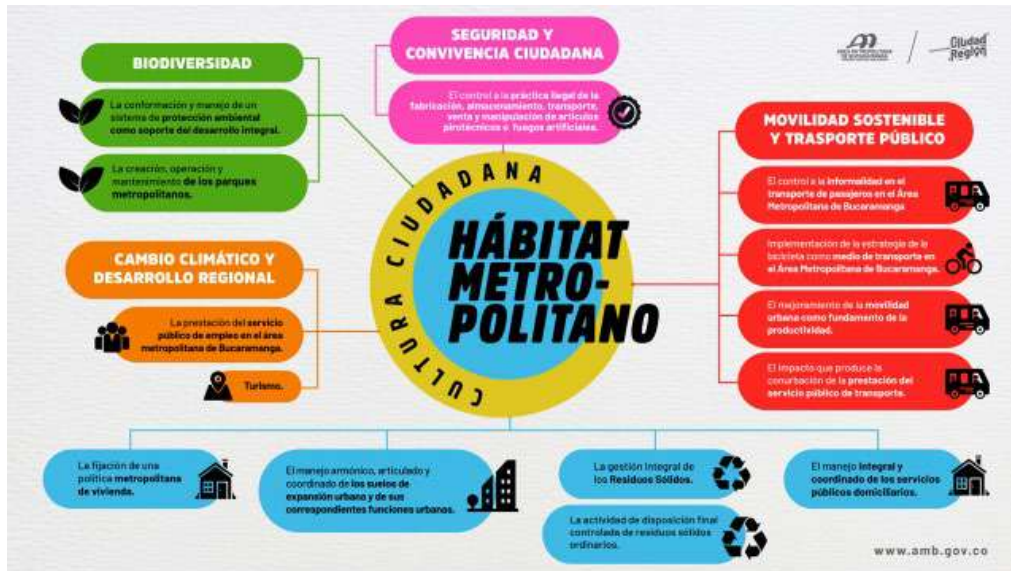 SEGURIDAD Y
CONVIVENCIA CIUDADANA
El control a la práctica ilegal de la
fabricación, almacenamiento, transporte,
venta y manipulación de artículos
pirotécnicos o fuegos artificiales.
Ciudad
Región
BIODIVERSIDAD
La conformación y manejo de un
sistema de protección ambiental
como soporte del desarrollo integral.
La creación, operación y
mantenimiento de los parques
metropolitanos.
MOVILIDAD SOSTENIBLE
Y TRASPORTE PÚBLICO
El control a la informalidad en el
transporte de pasajeros en el Área
Metropolitana de Bucaramanga
Implementación de la estrategia de la
bicicleta como medio de transporte en
el Área Metropolitana de Bucaramanga.
El mejoramiento de la movilidad
urbana como fundamento de la
productividad.
El impacto que produce la
conurbación de la prestación del
servicio público de transporte.
CULTURA CIUDADANA
HÁBITAT
METRO-
POLITANO
CAMBIO CLIMÁTICO Y
DESARROLLO REGIONAL
La prestación del servicio
público de empleo en el área
metropolitana de Bucaramanga.
Turismo.
La fijación de una
política metropolitana
de vivienda.
El manejo armónico, articulado y
coordinado de los suelos de
expansión urbano y de sus
correspondientes funciones urbanas.
La gestión integral de
los Residuos Sólidos.
La actividad de disposición final
controlada de residuos sólidos
ordinarios.
El manejo integral y
coordinado de los servicios
públicos domiciliarios.
www.amb.gov.co